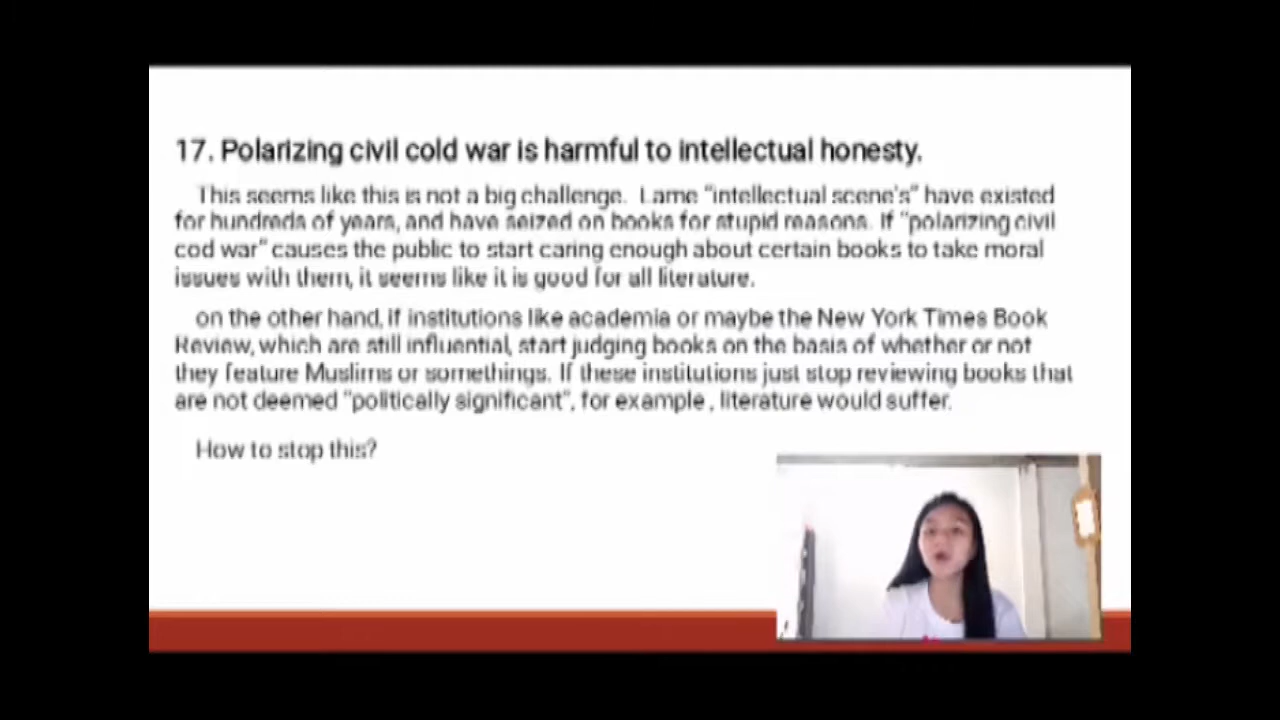 17. Polarizing civil cold war is harmful to intellectual honesty.
This seems like this is not a big challenge. Lame "intellectual scene's" have existed
for hundreds of years, and have seized on books for stupid reasons. If "polarizing civil
cod war" causes the public to start caring enough about certain books to take moral
issues with them, it seems like it is good for all literature.
on the other hand, if institutions like academia or maybe the New York Times Book
Review, which are still influential, start judging books on the basis of whether or not
they feature Muslims or somethings. If these institutions just stop reviewing books that
are not deemed "politically significant", for example , literature would suffer.
How to stop this?